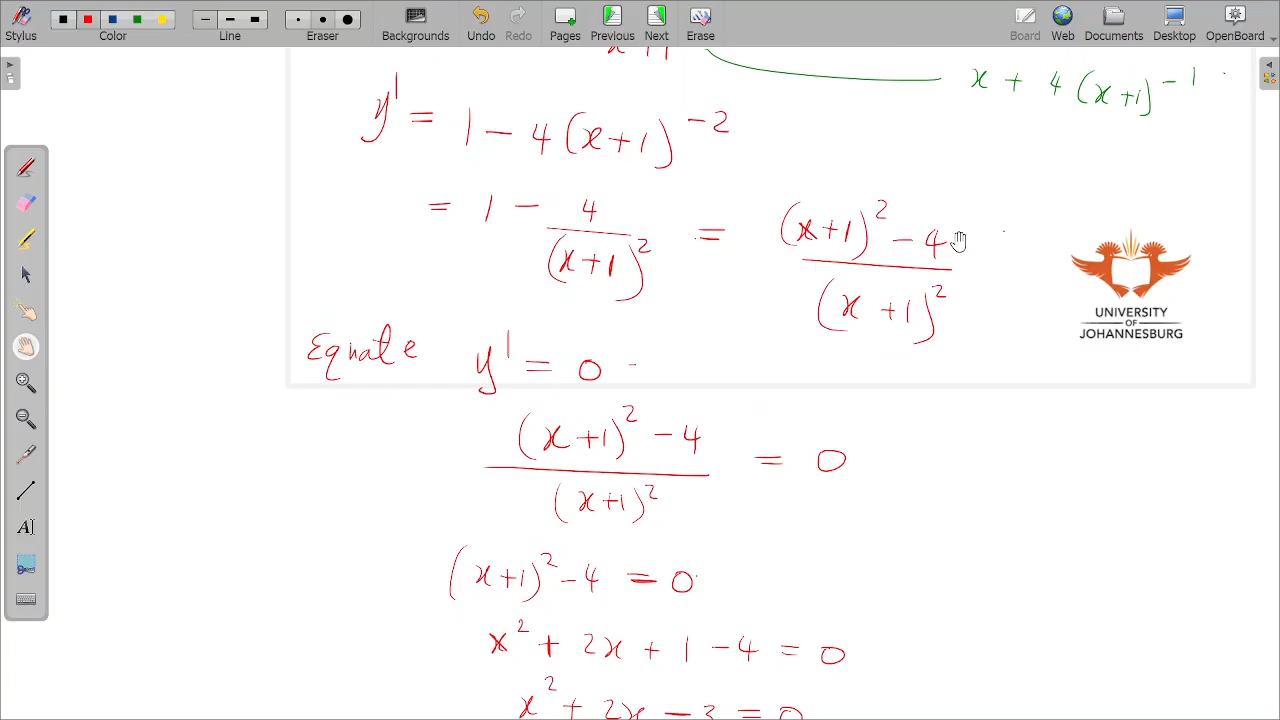 Stylus Color Line Eraser Backgrounds Undo Redo Pages Previous Next Erase Board Web Documents Desktop OpenBoard
x + 4 (x+1)^-1
y' = 1 - 4 (x+1)^-2
= 1 - 4/(x+1)^2 = ((x+1)^2 - 4)/(x+1)^2
UNIVERSITY
OF
JOHANNESBURG
Equate y' = 0
((x+1)^2 - 4)/(x+1)^2 = 0
(x+1)^2 - 4 = 0
x^2 + 2x + 1 - 4 = 0
x^2 + 2x - 3 = 0